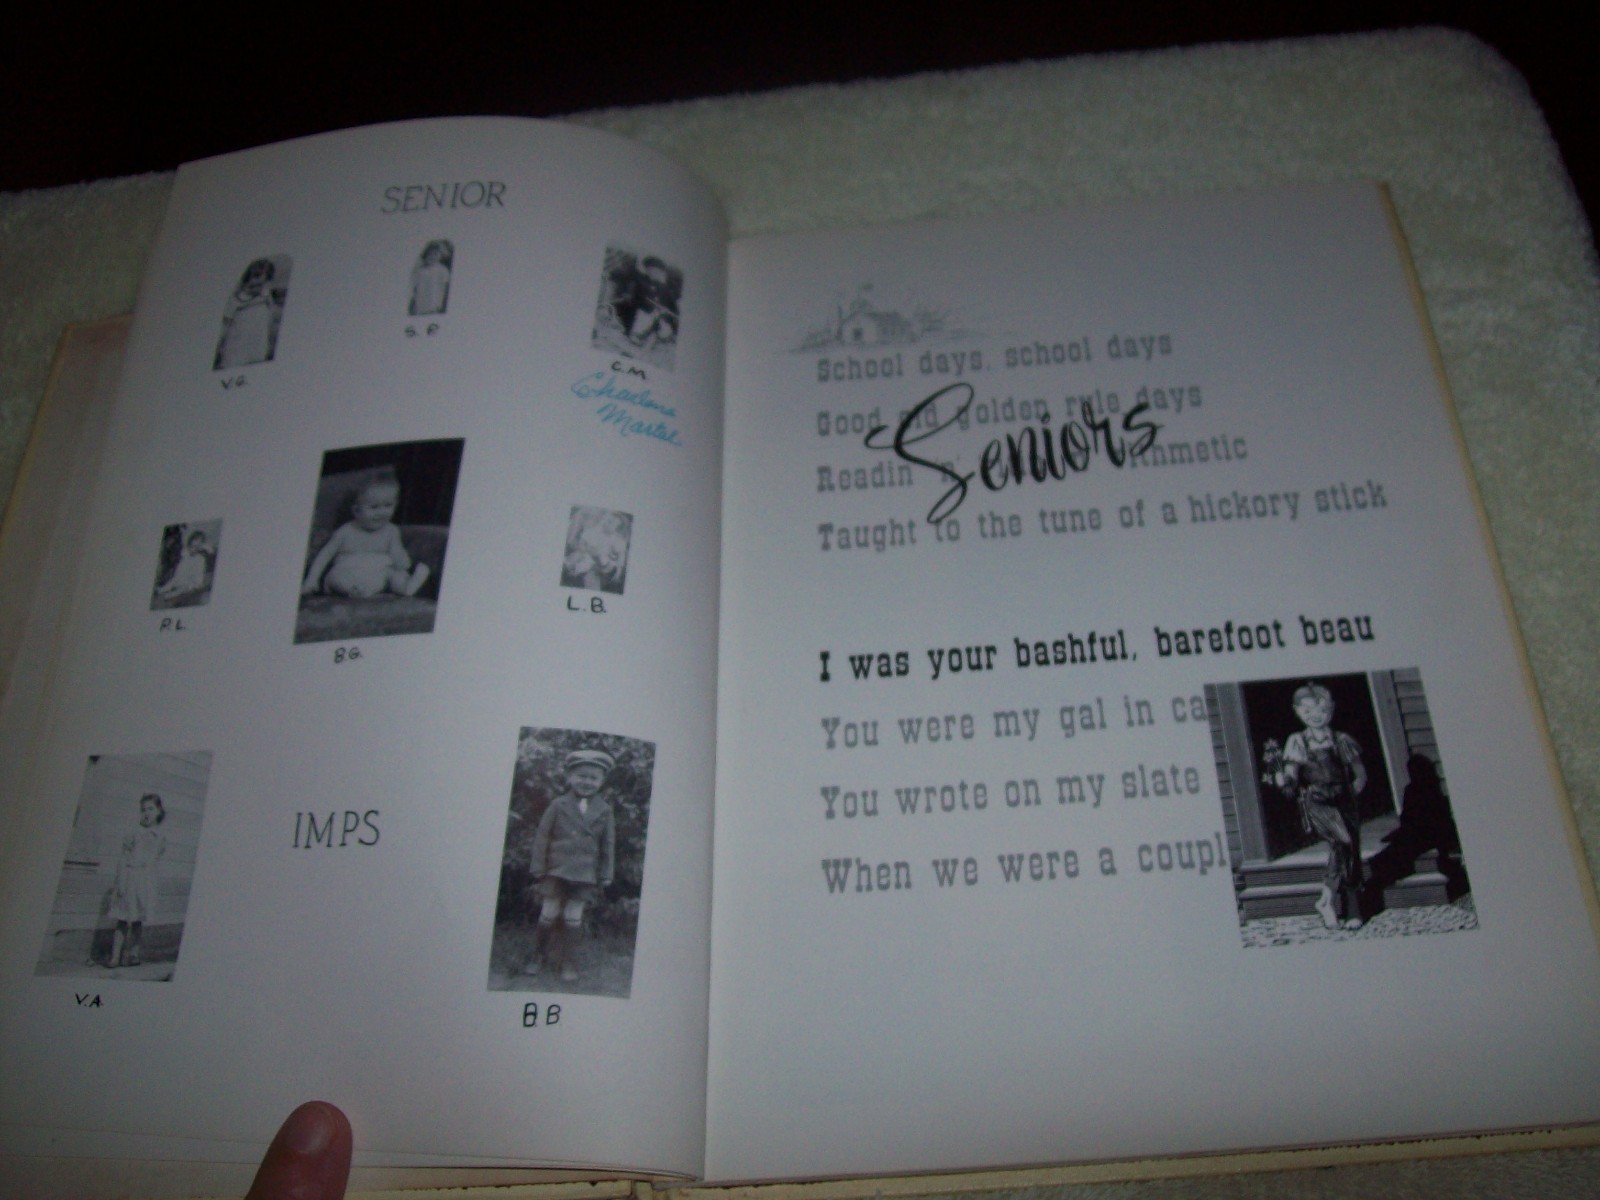 SENIOR
V.G.
S. P.
C.M.
Charlene
Martel
P.L.
B.G.
L.B.
IMPS
V.A.
B B
School days, school days
Good old golden rule days
Seniors
Readin 'n' ithmetic
Taught to the tune of a hickory stick
I was your bashful, barefoot beau
You were my gal in ca
You wrote on my slate
When we were a coupl